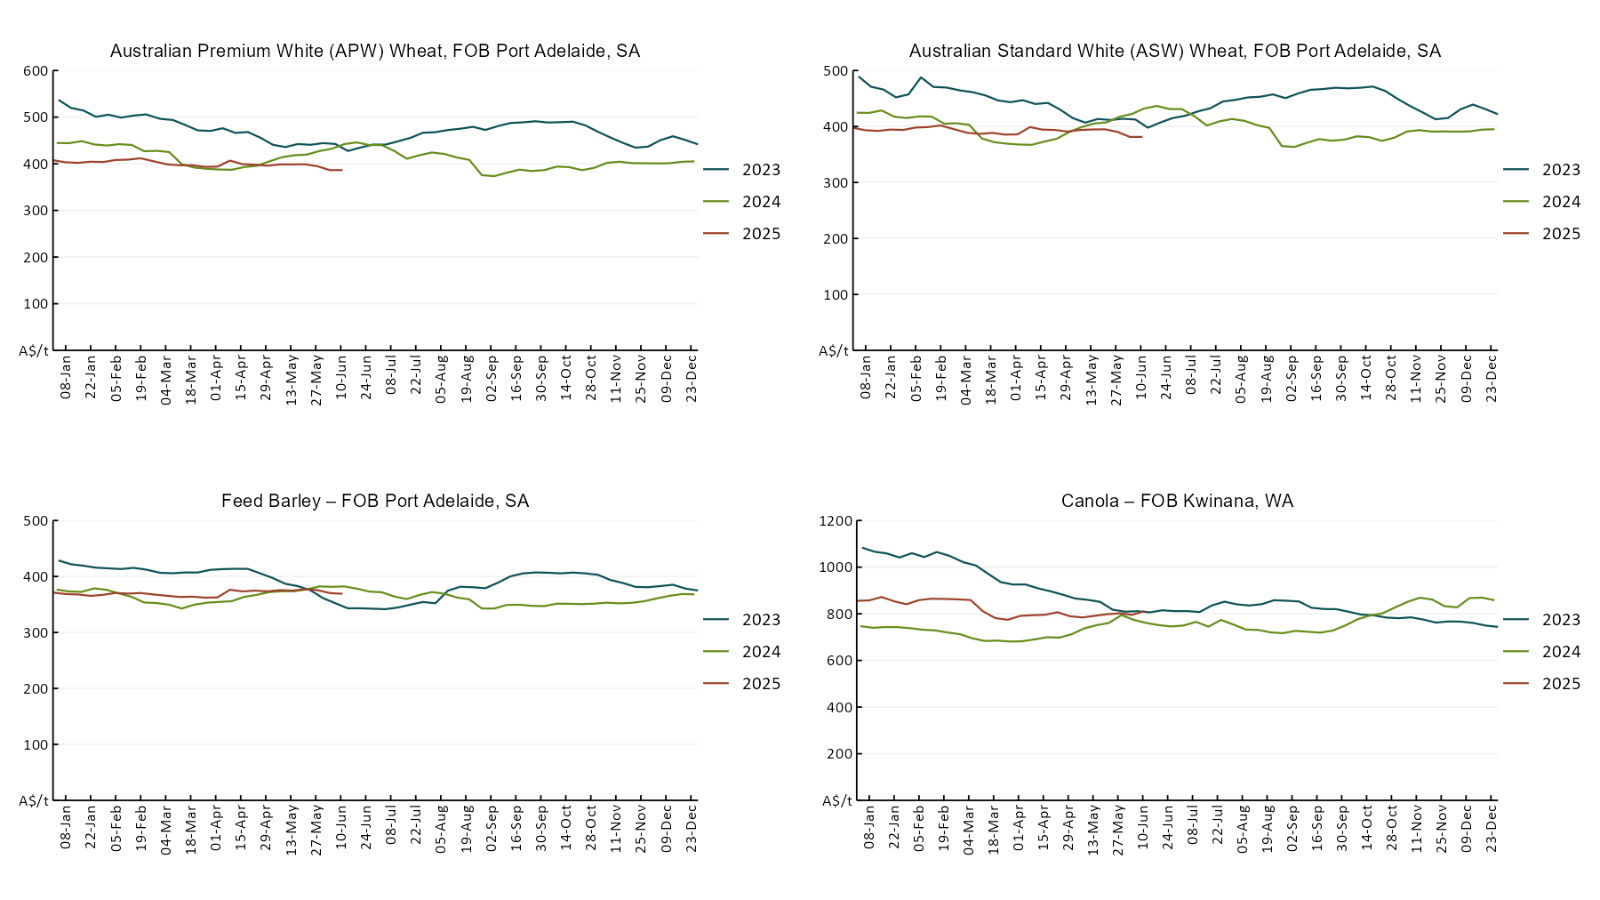 Australian Premium White (APW) Wheat, FOB Port Adelaide, SA
600
500
400
300
200
100
A$/t
08-Jan 22-Jan 05-Feb 19-Feb 04-Mar 18-Mar 01-Apr 15-Apr 29-Apr 13-May 27-May 10-Jun 24-Jun 08-Jul 22-Jul 05-Aug 19-Aug 02-Sep 16-Sep 30-Sep 14-Oct 28-Oct 11-Nov 25-Nov 09-Dec 23-Dec
2023
2024
2025
Australian Standard White (ASW) Wheat, FOB Port Adelaide, SA
500
400
300
200
100
A$/t
08-Jan 22-Jan 05-Feb 19-Feb 04-Mar 18-Mar 01-Apr 15-Apr 29-Apr 13-May 27-May 10-Jun 24-Jun 08-Jul 22-Jul 05-Aug 19-Aug 02-Sep 16-Sep 30-Sep 14-Oct 28-Oct 11-Nov 25-Nov 09-Dec 23-Dec
2023
2024
2025
Feed Barley – FOB Port Adelaide, SA
500
400
300
200
100
A$/t
08-Jan 22-Jan 05-Feb 19-Feb 04-Mar 18-Mar 01-Apr 15-Apr 29-Apr 13-May 27-May 10-Jun 24-Jun 08-Jul 22-Jul 05-Aug 19-Aug 02-Sep 16-Sep 30-Sep 14-Oct 28-Oct 11-Nov 25-Nov 09-Dec 23-Dec
2023
2024
2025
Canola – FOB Kwinana, WA
1200
1000
800
600
400
200
A$/t
08-Jan 22-Jan 05-Feb 19-Feb 04-Mar 18-Mar 01-Apr 15-Apr 29-Apr 13-May 27-May 10-Jun 24-Jun 08-Jul 22-Jul 05-Aug 19-Aug 02-Sep 16-Sep 30-Sep 14-Oct 28-Oct 11-Nov 25-Nov 09-Dec 23-Dec
2023
2024
2025